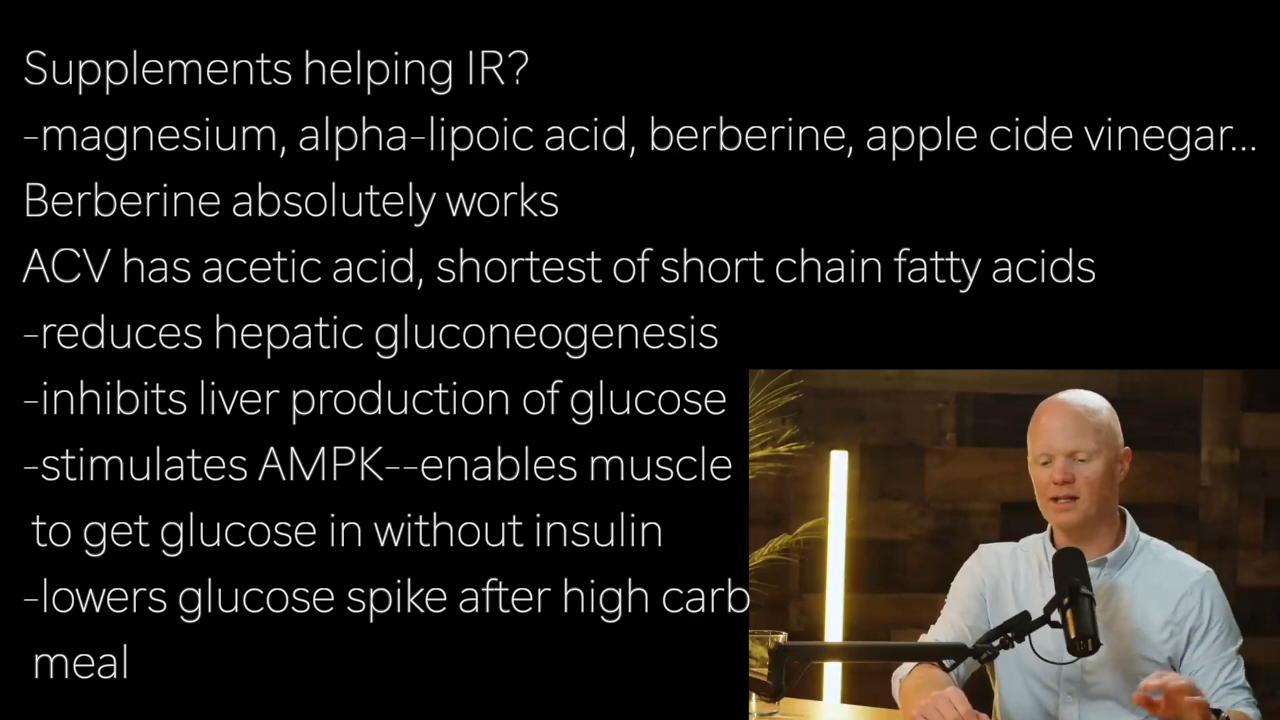 Supplements helping IR?
-magnesium, alpha-lipoic acid, berberine, apple cide vinegar...
Berberine absolutely works
ACV has acetic acid, shortest of short chain fatty acids
-reduces hepatic gluconeogenesis
-inhibits liver production of glucose
-stimulates AMPK--enables muscle
to get glucose in without insulin
-lowers glucose spike after high carb
meal